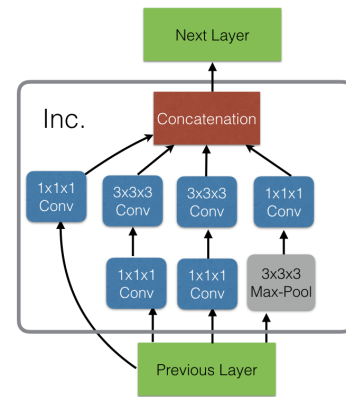 Next Layer
Inc.
Concatenation
1x1x1
Conv
3x3x3
Conv
3x3x3
Conv
1x1x1
Conv
1x1x1
Conv
1x1x1
Conv
3x3x3
Max-Pool
Previous Layer